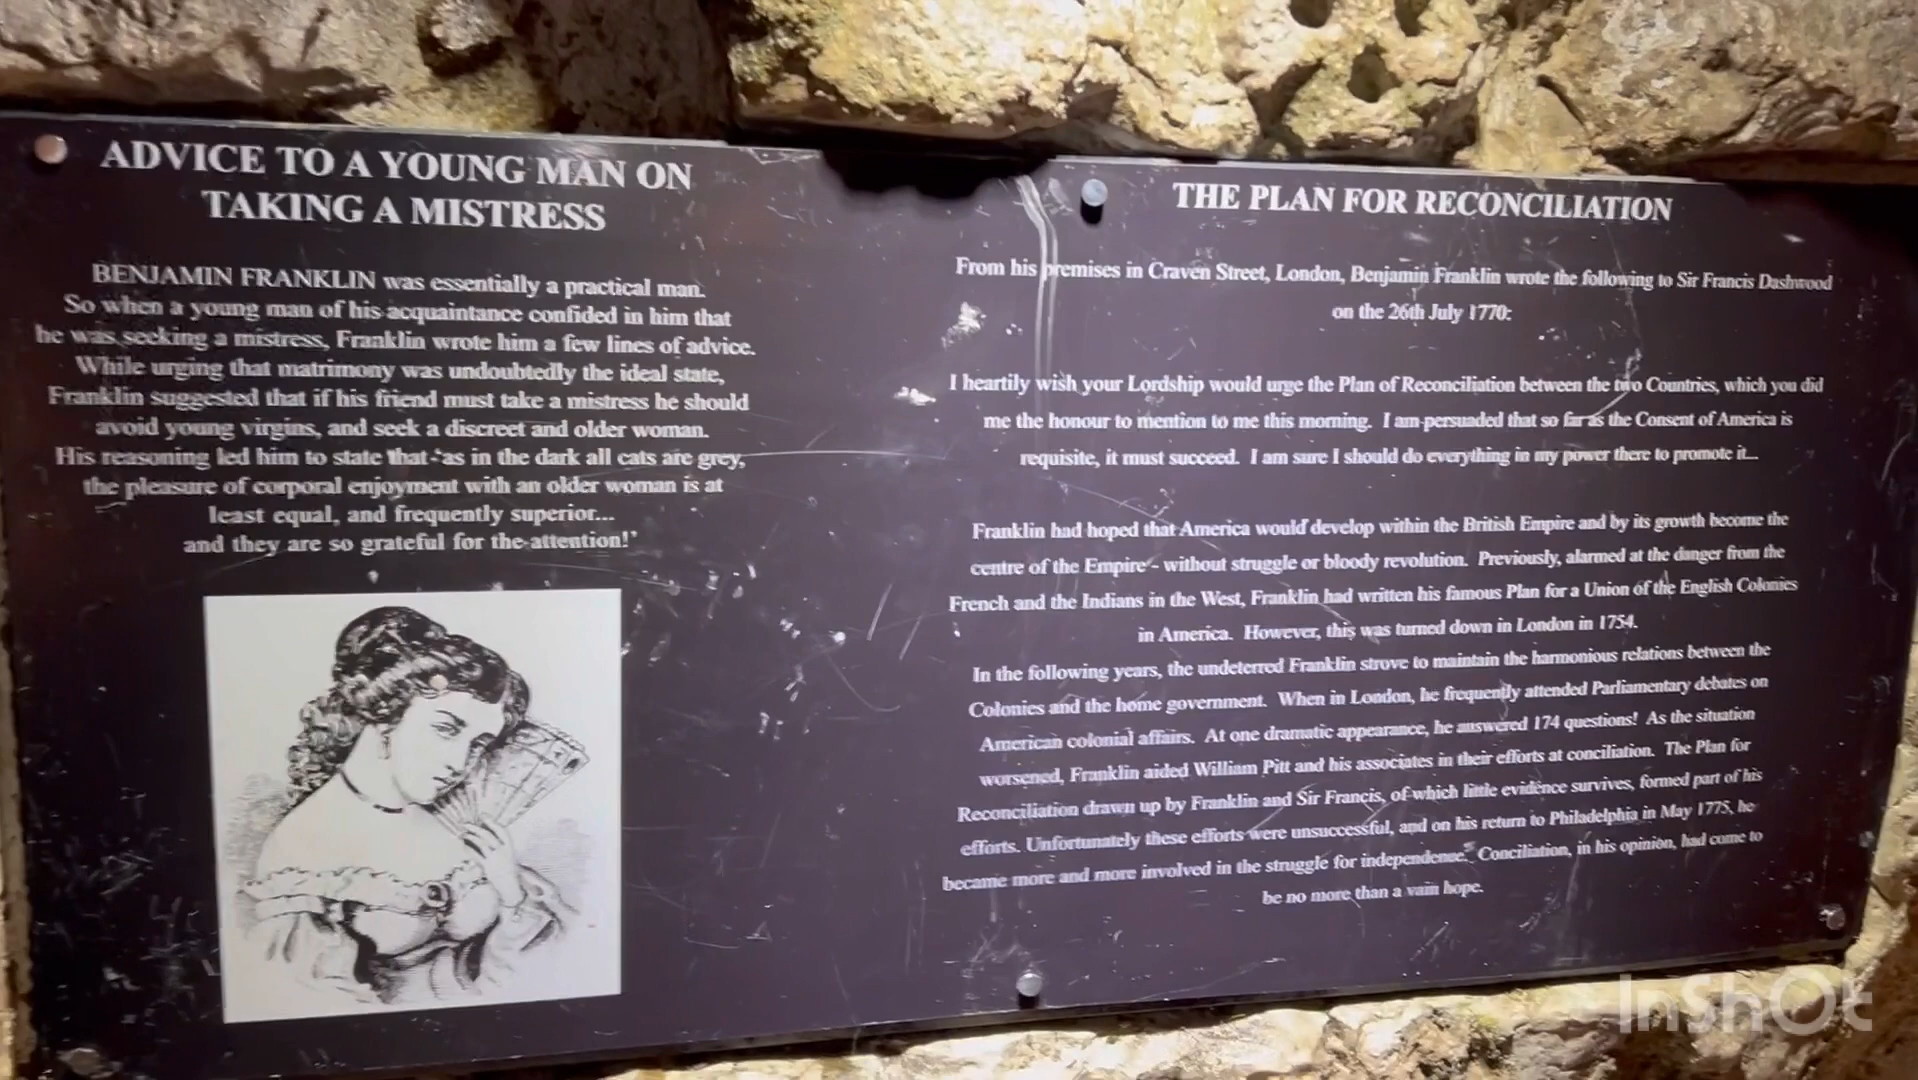 ADVICE TO A YOUNG MAN ON
TAKING A MISTRESS
BENJAMIN FRANKLIN was essentially a practical man.
So when a young man of his acquaintance confided in him that
he was seeking a mistress, Franklin wrote him a few lines of advice.
While urging that matrimony was undoubtedly the ideal state,
Franklin suggested that if his friend must take a mistress he should
avoid young virgins, and seek a discreet and older woman.
His reasoning led him to state that 'as in the dark all cats are grey,
the pleasure of corporal enjoyment with an older woman is at
least equal, and frequently superior...
and they are so grateful for the attention!'
THE PLAN FOR RECONCILIATION
From his premises in Craven Street, London, Benjamin Franklin wrote the following to Sir Francis Dashwood
on the 26th July 1770:
I heartily wish your Lordship would urge the Plan of Reconciliation between the two Countries, which you did
me the honour to mention to me this morning. I am persuaded that so far as the Consent of America is
requisite, it must succeed. I am sure I should do everything in my power there to promote it...
Franklin had hoped that America would develop within the British Empire and by its growth become the
centre of the Empire - without struggle or bloody revolution. Previously, alarmed at the danger from the
French and the Indians in the West, Franklin had written his famous Plan for a Union of the English Colonies
in America. However, this was turned down in London in 1754.
In the following years, the undeterred Franklin strove to maintain the harmonious relations between the
Colonies and the home government. When in London, he frequently attended Parliamentary debates on
American colonial affairs. At one dramatic appearance, he answered 174 questions! As the situation
worsened, Franklin aided William Pitt and his associates in their efforts at conciliation. The Plan for
Reconciliation drawn up by Franklin and Sir Francis, of which little evidence survives, formed part of his
efforts. Unfortunately these efforts were unsuccessful, and on his return to Philadelphia in May 1775, he
became more and more involved in the struggle for independence. Conciliation, in his opinion, had come to
be no more than a vain hope.
InShOt